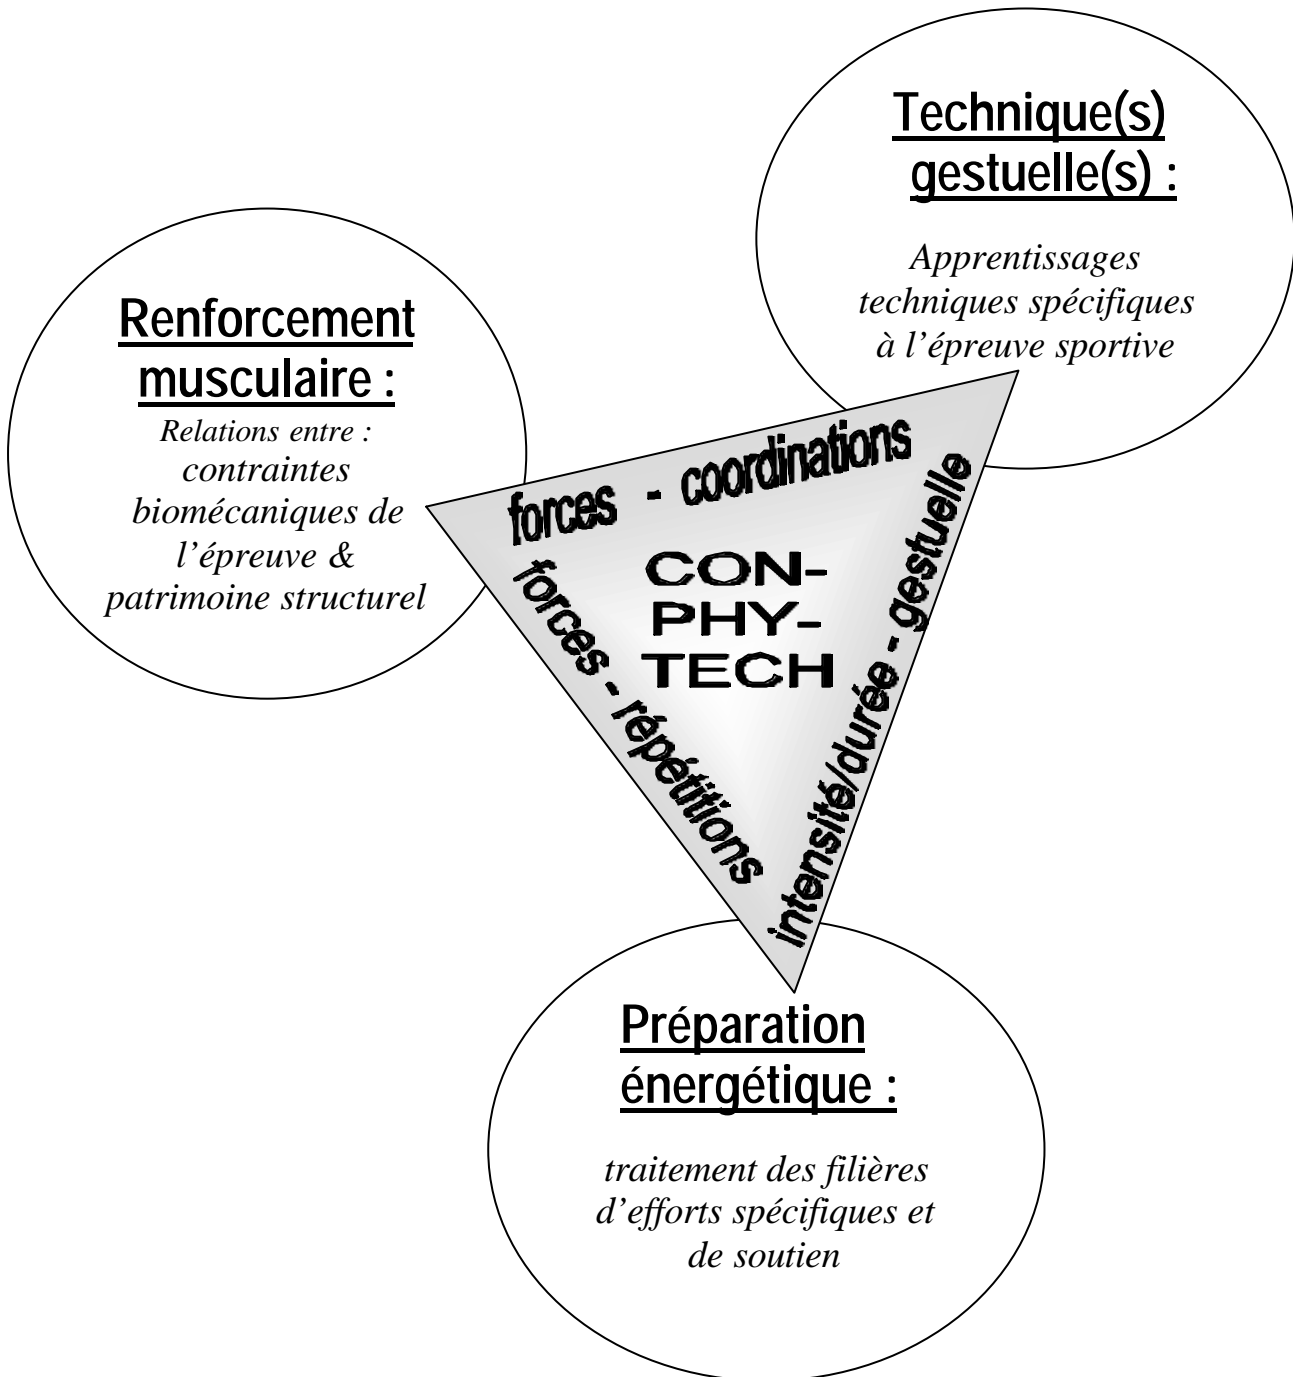 Technique(s)
gestuelle(s) :
Apprentissages
techniques spécifiques
à l’épreuve sportive
Renforcement
musculaire :
Relations entre :
contraintes
biomécaniques de
l’épreuve &
patrimoine structurel
forces - coordinations
forces - répétitions
intensité/durée - gestuelle
CON-
PHY-
TECH
Préparation
énergétique :
traitement des filières
d’efforts spécifiques et
de soutien